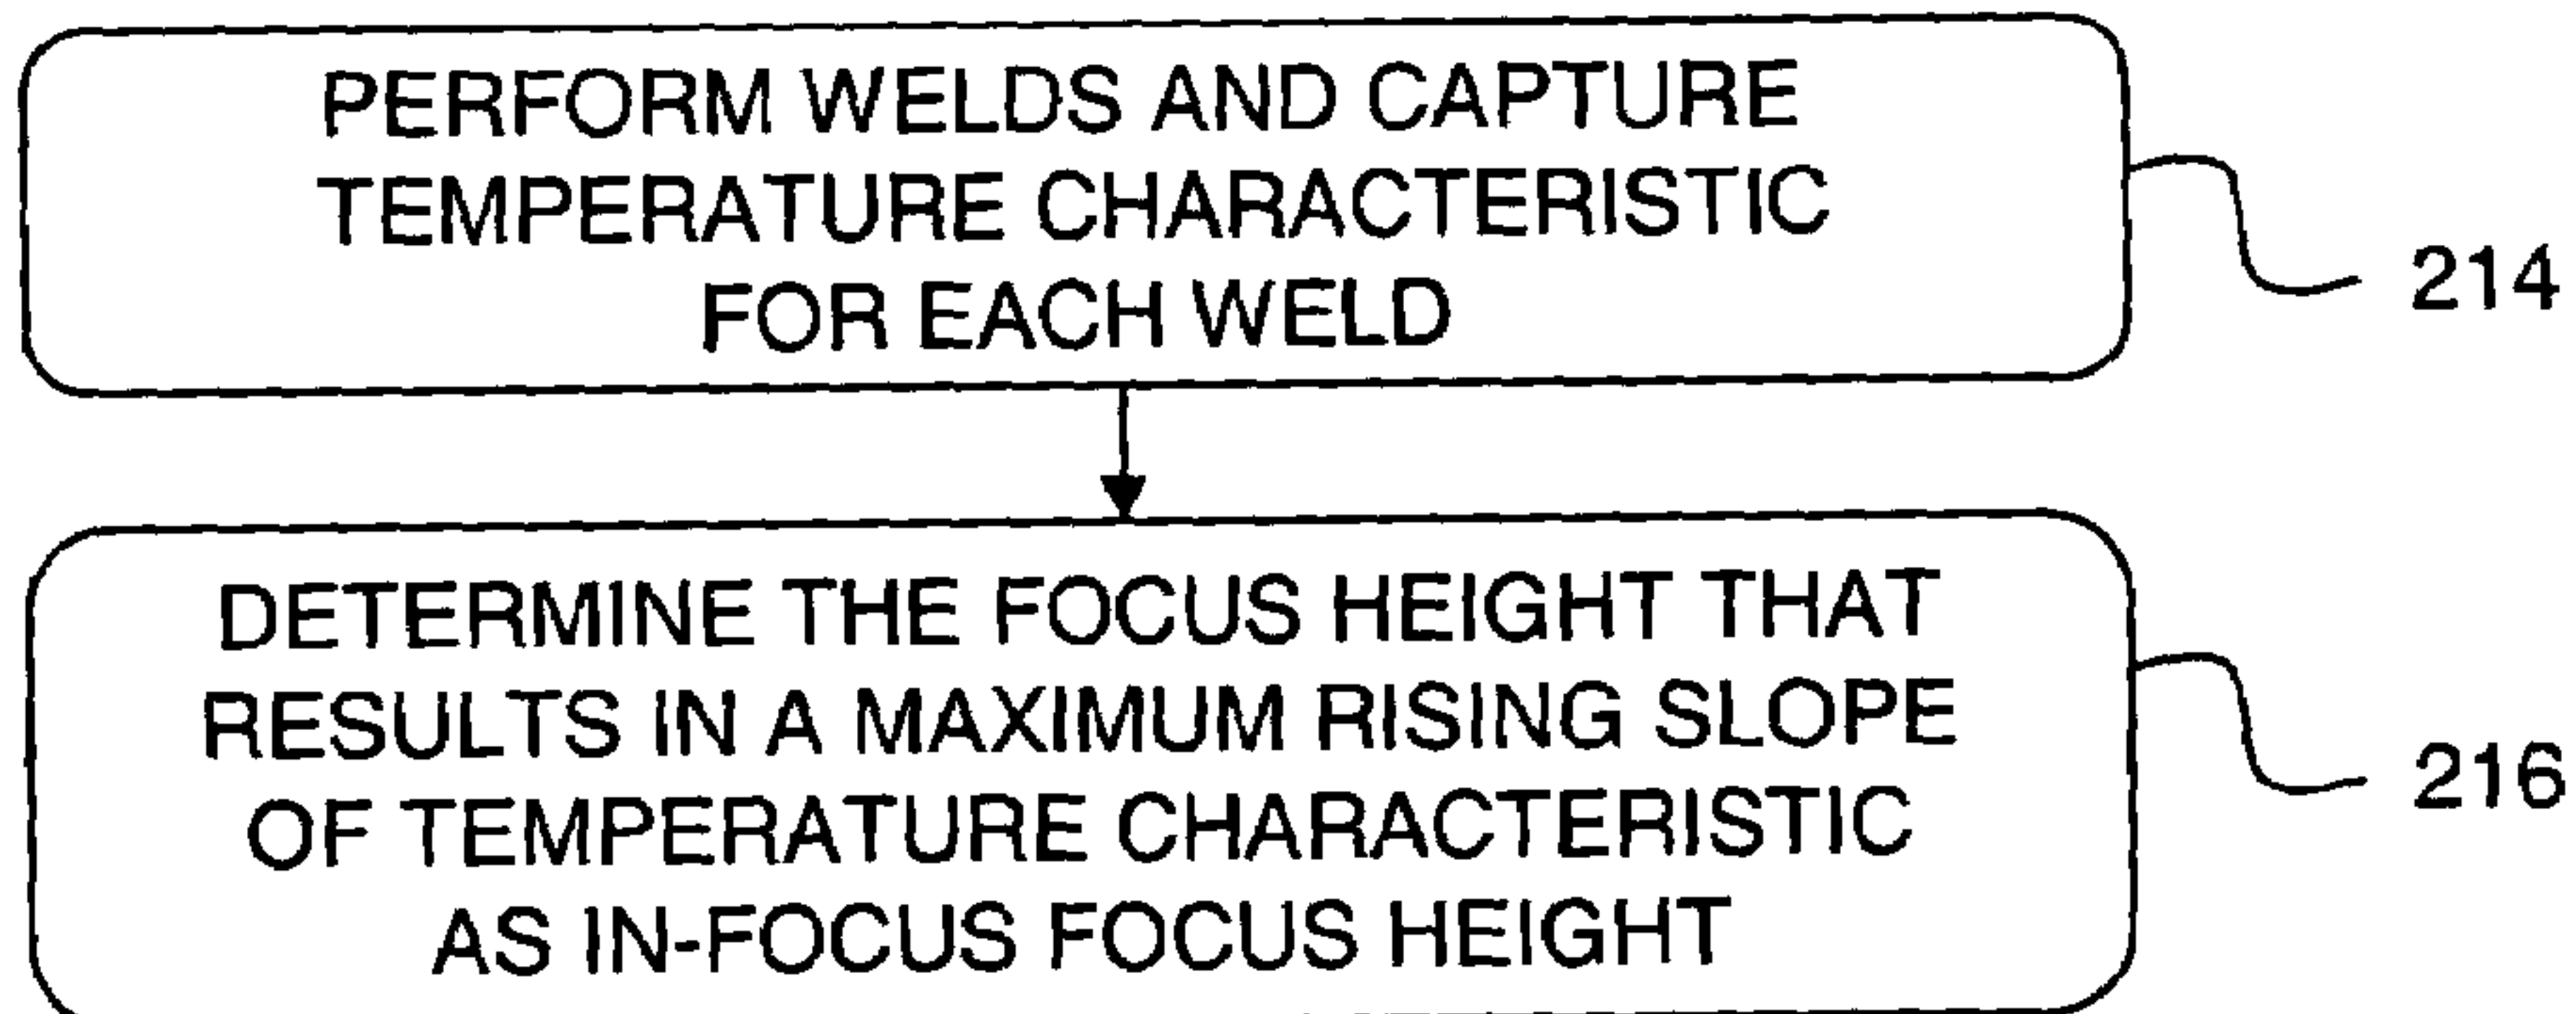 PERFORM WELDS AND CAPTURE
TEMPERATURE CHARACTERISTIC
FOR EACH WELD
214
DETERMINE THE FOCUS HEIGHT THAT
RESULTS IN A MAXIMUM RISING SLOPE
OF TEMPERATURE CHARACTERISTIC
AS IN-FOCUS FOCUS HEIGHT
216